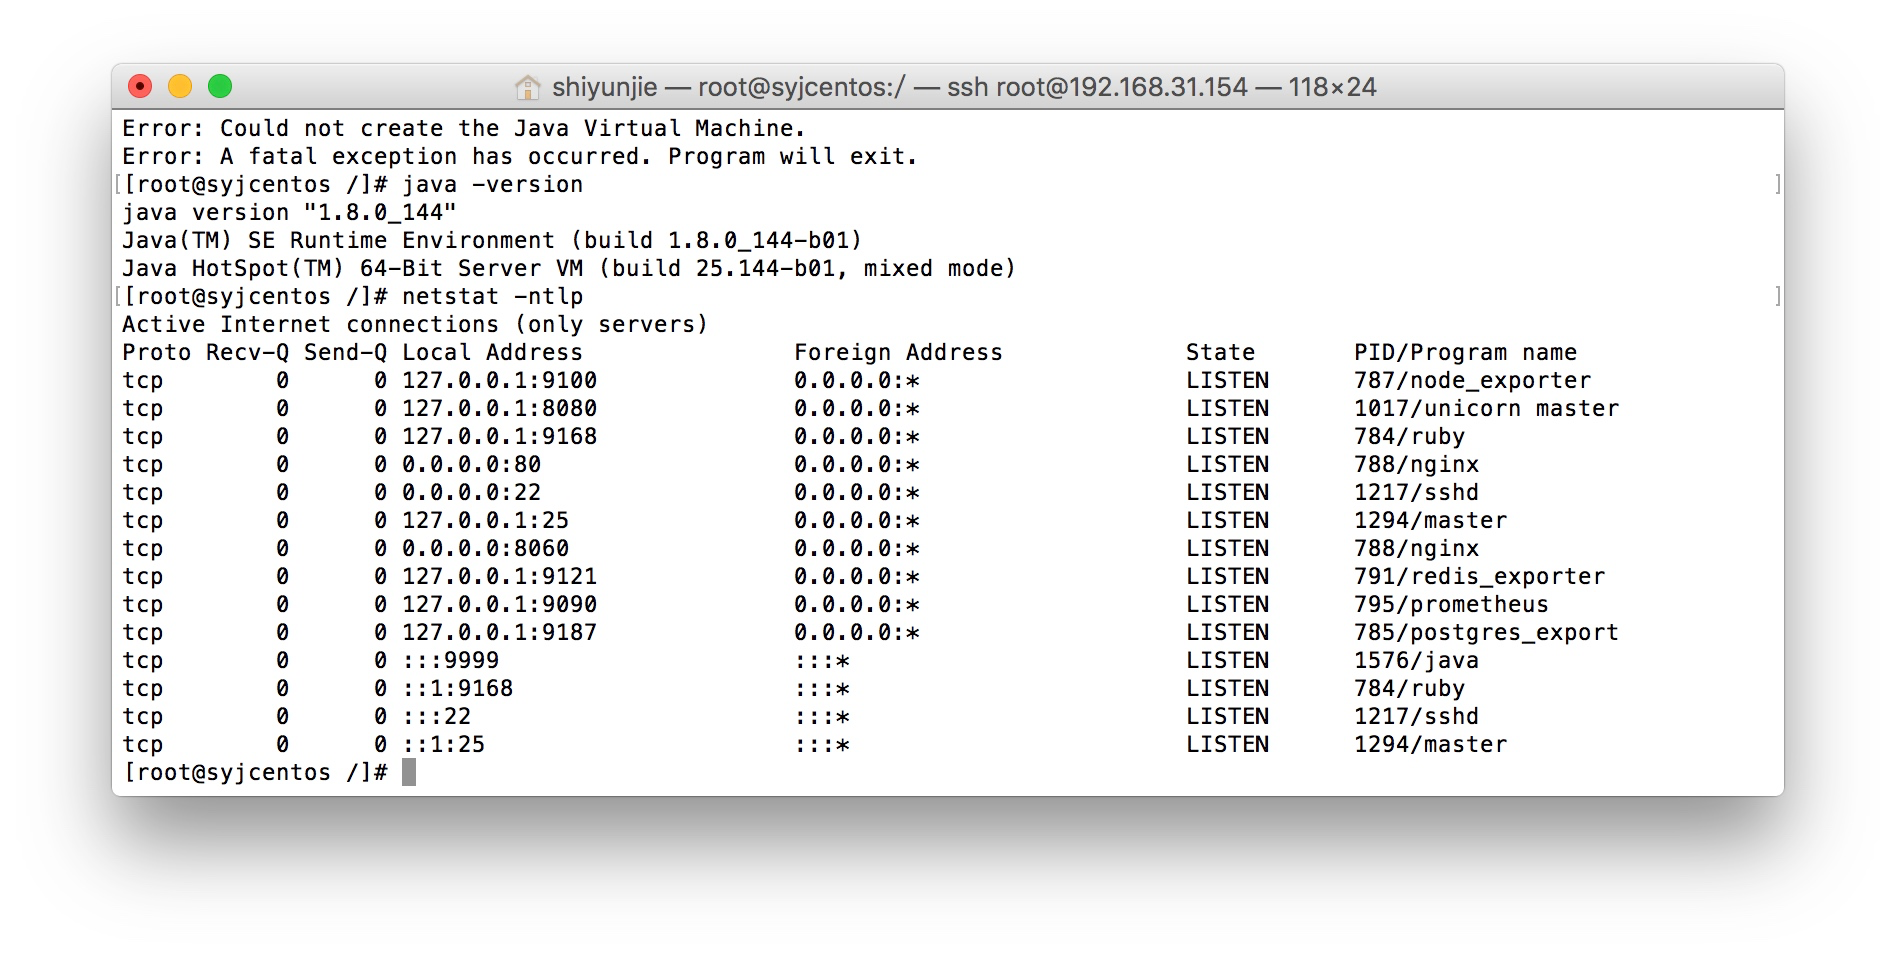 shiyunjie — root@syjcentos:/ — ssh root@192.168.31.154 — 118×24
Error: Could not create the Java Virtual Machine.
Error: A fatal exception has occurred. Program will exit.
[[root@syjcentos /]# java -version ]
java version "1.8.0_144"
Java(TM) SE Runtime Environment (build 1.8.0_144-b01)
Java HotSpot(TM) 64-Bit Server VM (build 25.144-b01, mixed mode)
[[root@syjcentos /]# netstat -ntlp ]
Active Internet connections (only servers)
Proto Recv-Q Send-Q Local Address           Foreign Address         State       PID/Program name
tcp        0      0 127.0.0.1:9100          0.0.0.0:*               LISTEN      787/node_exporter
tcp        0      0 127.0.0.1:8080          0.0.0.0:*               LISTEN      1017/unicorn master
tcp        0      0 127.0.0.1:9168          0.0.0.0:*               LISTEN      784/ruby
tcp        0      0 0.0.0.0:80              0.0.0.0:*               LISTEN      788/nginx
tcp        0      0 0.0.0.0:22              0.0.0.0:*               LISTEN      1217/sshd
tcp        0      0 127.0.0.1:25            0.0.0.0:*               LISTEN      1294/master
tcp        0      0 0.0.0.0:8060            0.0.0.0:*               LISTEN      788/nginx
tcp        0      0 127.0.0.1:9121          0.0.0.0:*               LISTEN      791/redis_exporter
tcp        0      0 127.0.0.1:9090          0.0.0.0:*               LISTEN      795/prometheus
tcp        0      0 127.0.0.1:9187          0.0.0.0:*               LISTEN      785/postgres_export
tcp        0      0 :::9999                 :::*                    LISTEN      1576/java
tcp        0      0 ::1:9168                :::*                    LISTEN      784/ruby
tcp        0      0 :::22                   :::*                    LISTEN      1217/sshd
tcp        0      0 ::1:25                  :::*                    LISTEN      1294/master
[root@syjcentos /]#